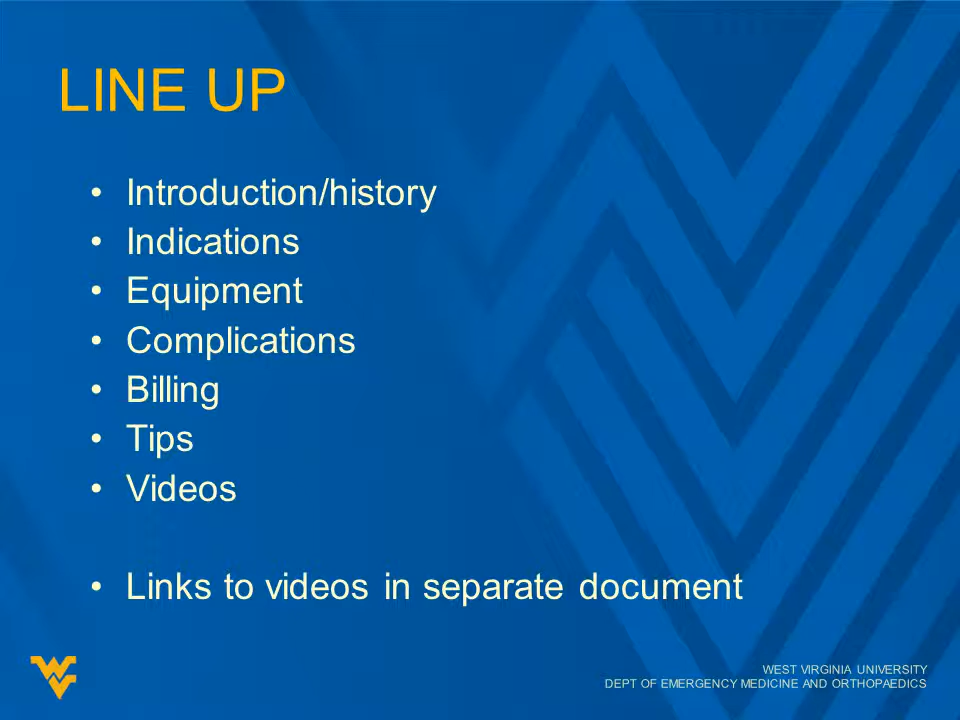 LINE UP
• Introduction/history
• Indications
• Equipment
• Complications
• Billing
• Tips
• Videos
• Links to videos in separate document
WEST VIRGINIA UNIVERSITY
DEPT OF EMERGENCY MEDICINE AND ORTHOPAEDICS